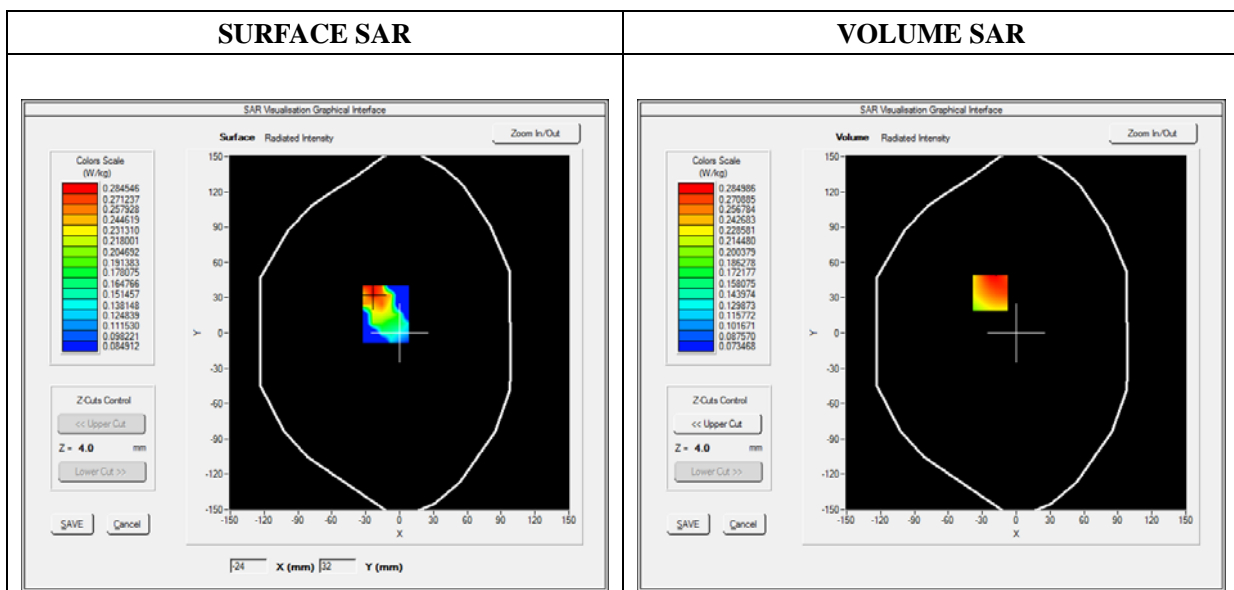 SURFACE SAR
VOLUME SAR
SAR Visualisation Graphical Interface
Surface Radiated Intensity
Zoom In/Out
Colors Scale
(W/kg)
0.284546
0.271237
0.257928
0.244619
0.231310
0.218001
0.204692
0.191383
0.178075
0.164766
0.151457
0.138148
0.124839
0.111530
0.098221
0.084912
Z-Cuts Control
<< Upper Cut
Z = 4.0 mm
Lower Cut >>
SAVE Cancel
150
120
90
60
30
0
-30
-60
-90
-120
-150
Y
-150 -120 -90 -60 -30 0 30 60 90 120 150
X
-24 X (mm) 32 Y (mm)
SAR Visualisation Graphical Interface
Volume Radiated Intensity
Zoom In/Out
Colors Scale
(W/kg)
0.284986
0.270885
0.256784
0.242683
0.228581
0.214480
0.200379
0.186278
0.172177
0.158075
0.143974
0.129873
0.115772
0.101671
0.087570
0.073468
Z-Cuts Control
<< Upper Cut
Z = 4.0 mm
Lower Cut >>
SAVE Cancel
150
120
90
60
30
0
-30
-60
-90
-120
-150
Y
-150 -120 -90 -60 -30 0 30 60 90 120 150
X